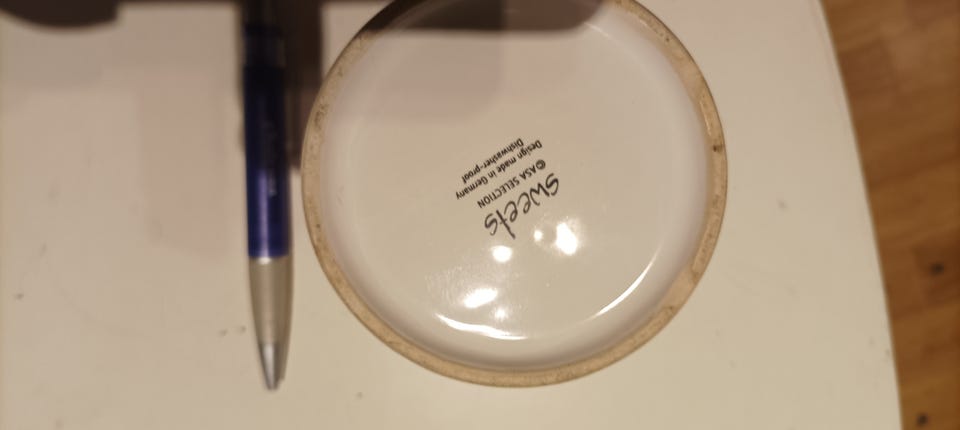 sweets
©ASA SELECTION
Design made in Germany
Dishwasher-proof